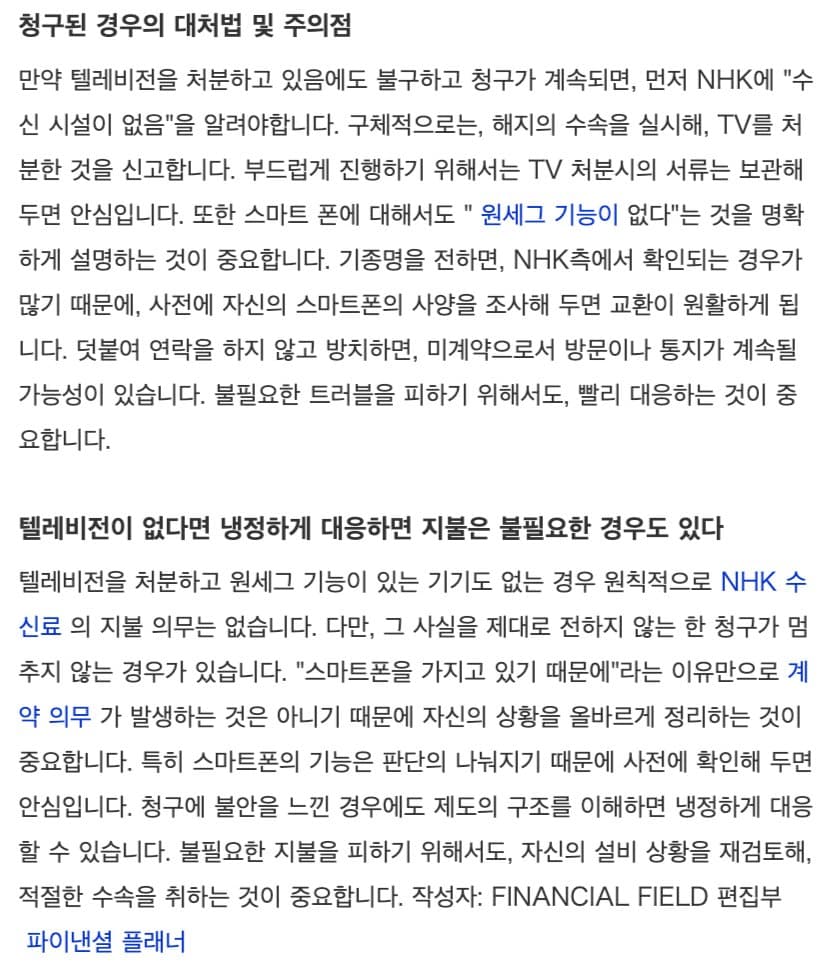 청구된 경우의 대처법 및 주의점
만약 텔레비전을 처분하고 있음에도 불구하고 청구가 계속되면, 먼저 NHK에 "수
신 시설이 없음"을 알려야합니다. 구체적으로는, 해지의 수속을 실시해, TV를 처
분한 것을 신고합니다. 부드럽게 진행하기 위해서는 TV 처분시의 서류는 보관해
두면 안심입니다. 또한 스마트 폰에 대해서도 " 원세그 기능이 없다"는 것을 명확
하게 설명하는 것이 중요합니다. 기종명을 전하면, NHK측에서 확인되는 경우가
많기 때문에, 사전에 자신의 스마트폰의 사양을 조사해 두면 교환이 원활하게 됩
니다. 덧붙여 연락을 하지 않고 방치하면, 미계약으로서 방문이나 통지가 계속될
가능성이 있습니다. 불필요한 트러블을 피하기 위해서도, 빨리 대응하는 것이 중
요합니다.
텔레비전이 없다면 냉정하게 대응하면 지불은 불필요한 경우도 있다
텔레비전을 처분하고 원세그 기능이 있는 기기도 없는 경우 원칙적으로 NHK 수
신료 의 지불 의무는 없습니다. 다만, 그 사실을 제대로 전하지 않는 한 청구가 멈
추지 않는 경우가 있습니다. "스마트폰을 가지고 있기 때문에"라는 이유만으로 계
약 의무 가 발생하는 것은 아니기 때문에 자신의 상황을 올바르게 정리하는 것이
중요합니다. 특히 스마트폰의 기능은 판단의 나눠지기 때문에 사전에 확인해 두면
안심입니다. 청구에 불안을 느낀 경우에도 제도의 구조를 이해하면 냉정하게 대응
할 수 있습니다. 불필요한 지불을 피하기 위해서도, 자신의 설비 상황을 재검토해,
적절한 수속을 취하는 것이 중요합니다. 작성자: FINANCIAL FIELD 편집부
파이낸셜 플래너